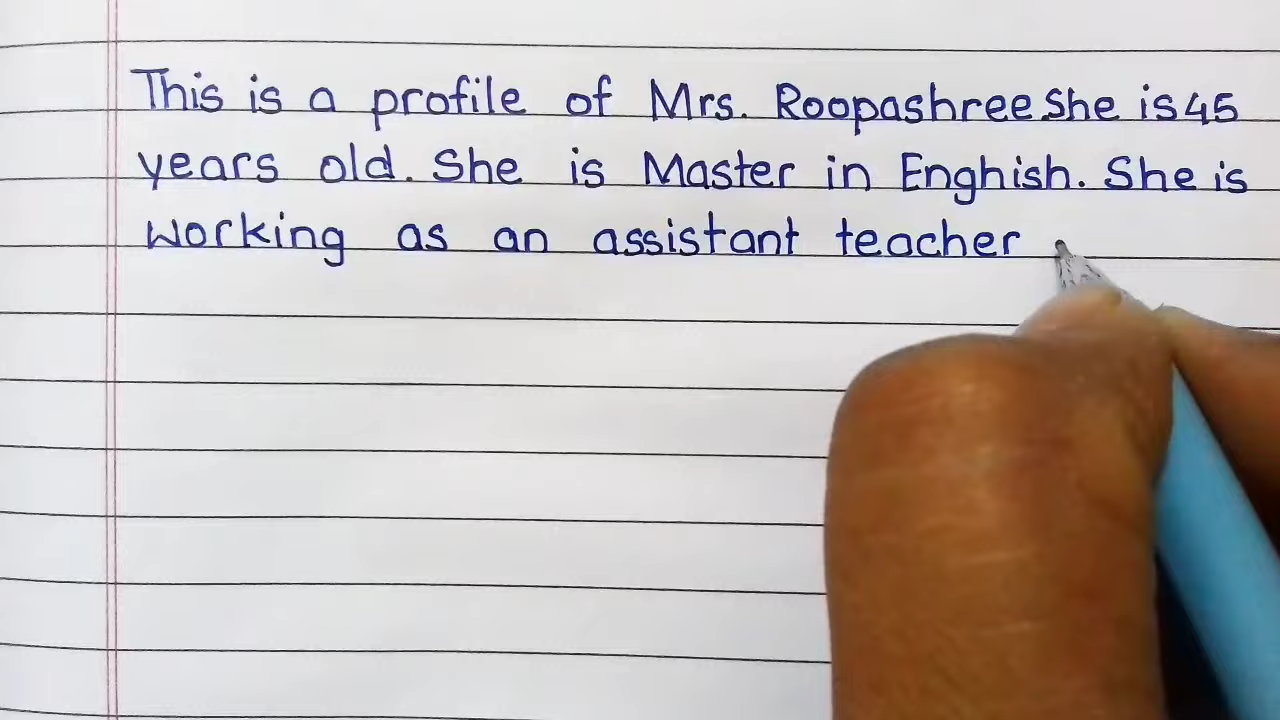 This is a profile of Mrs. Roopashree She is 45
years old. She is Master in Enghish. She is
working as an assistant teacher